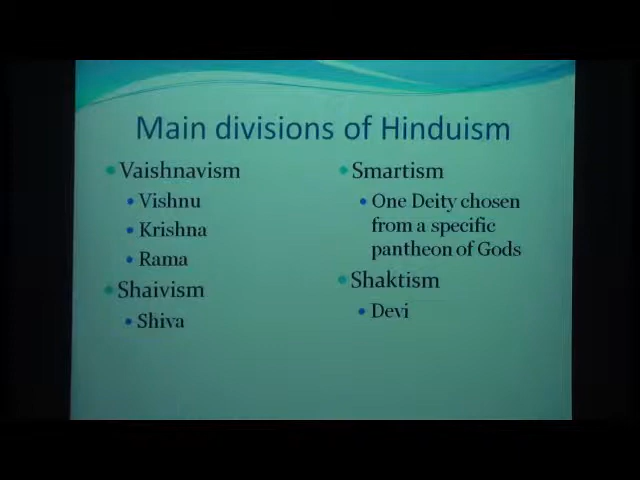 Main divisions of Hinduism
Vaishnavism
Vishnu
Krishna
Rama
Shaivism
Shiva
Smartism
One Deity chosen
from a specific
pantheon of Gods
Shaktism
Devi